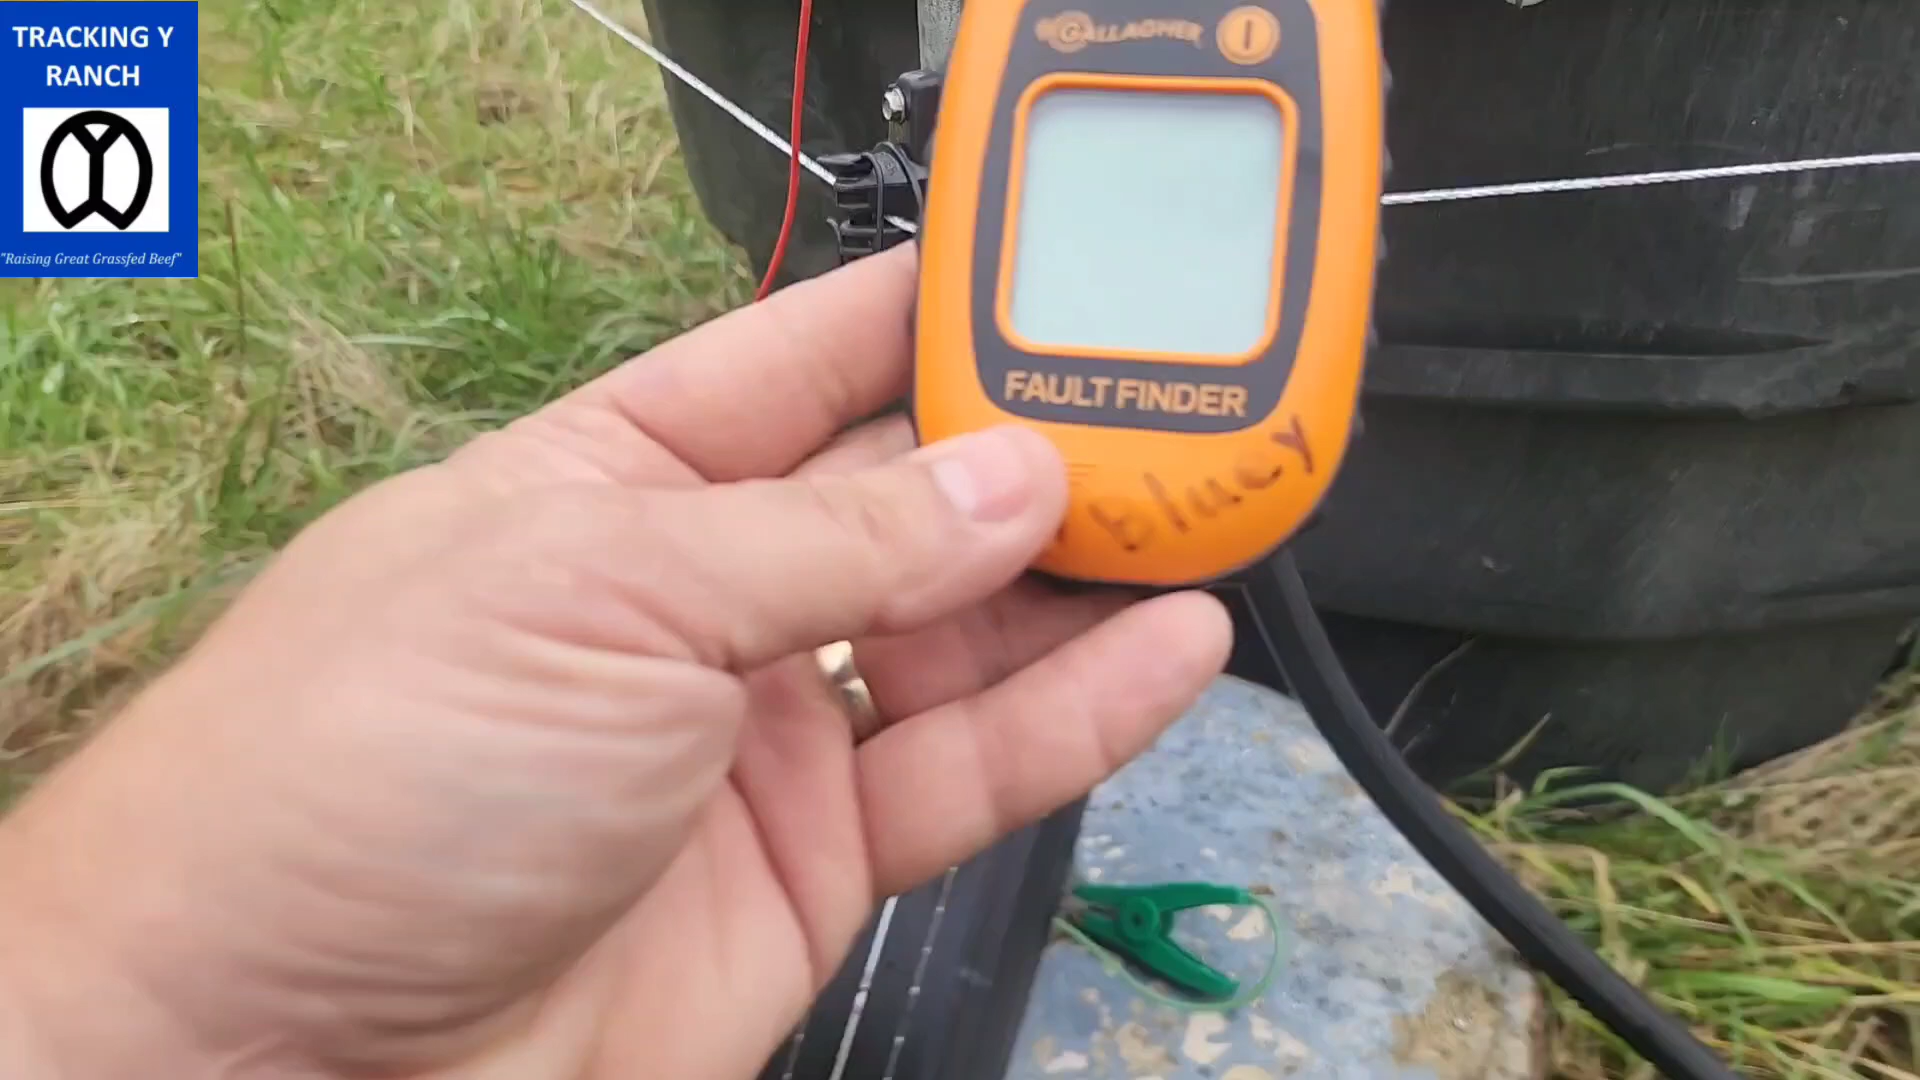 TRACKING Y
RANCH
"Raising Great Grassfed Beef"
GALLAGHER
FAULT FINDER
Bluey